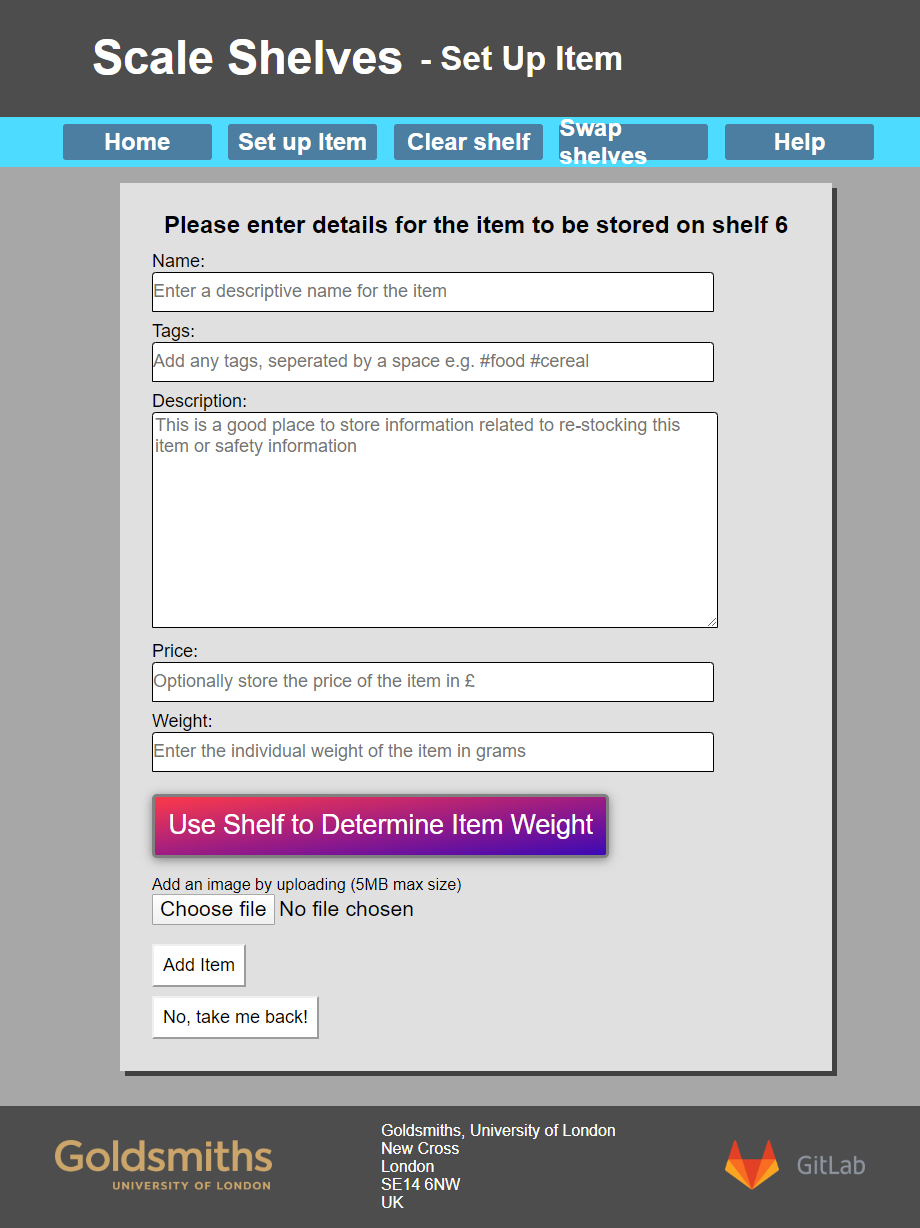 Scale Shelves - Set Up Item
Home
Set up Item
Clear shelf
Swap
shelves
Help
Please enter details for the item to be stored on shelf 6
Name:
Enter a descriptive name for the item
Tags:
Add any tags, seperated by a space e.g. #food #cereal
Description:
This is a good place to store information related to re-stocking this
item or safety information
Price:
Optionally store the price of the item in £
Weight:
Enter the individual weight of the item in grams
Use Shelf to Determine Item Weight
Add an image by uploading (5MB max size)
Choose file No file chosen
Add Item
No, take me back!
Goldsmiths
UNIVERSITY OF LONDON
Goldsmiths, University of London
New Cross
London
SE14 6NW
UK
GitLab